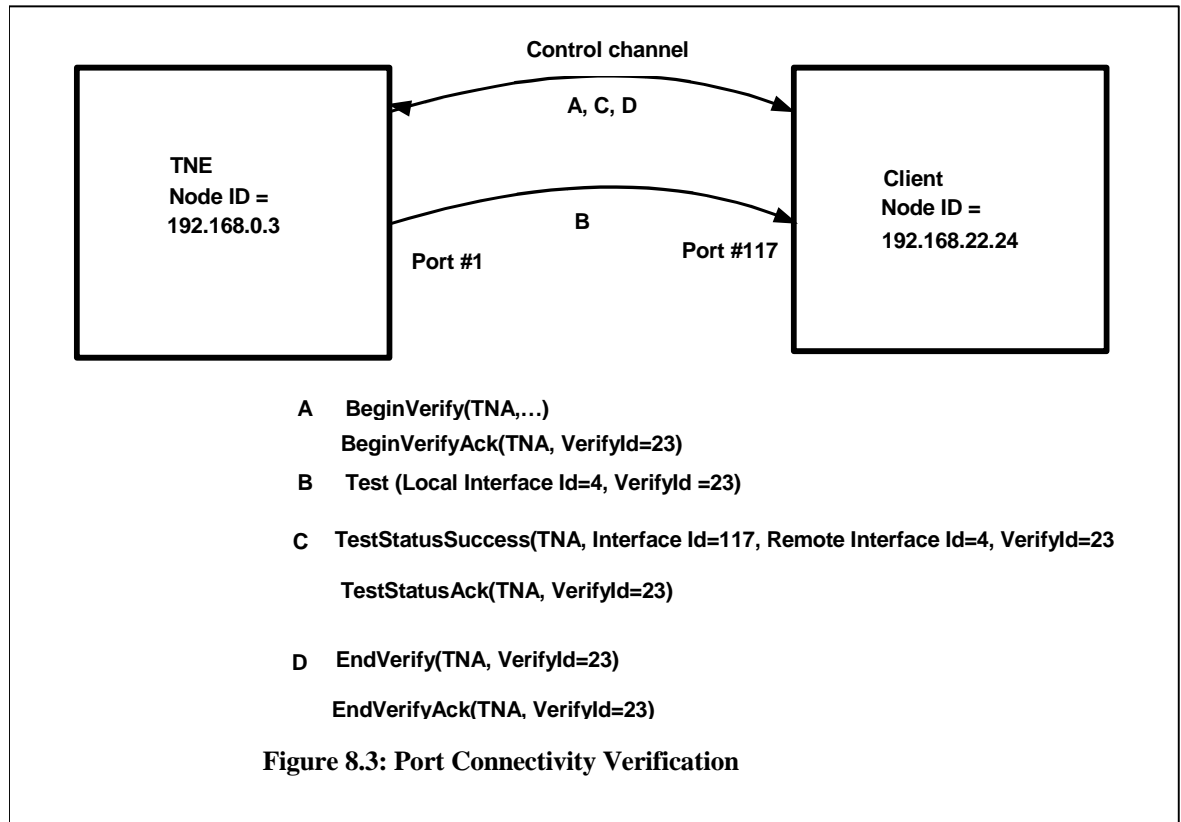 Control channel
A, C, D
TNE
Node ID =
192.168.0.3
Client
Node ID =
192.168.22.24
B
Port #1
Port #117
A BeginVerify(TNA,…)
BeginVerifyAck(TNA, VerifyId=23)
B Test (Local Interface Id=4, VerifyId =23)
C TestStatusSuccess(TNA, Interface Id=117, Remote Interface Id=4, VerifyId=23
TestStatusAck(TNA, VerifyId=23)
D EndVerify(TNA, VerifyId=23)
EndVerifyAck(TNA, VerifyId=23)
Figure 8.3: Port Connectivity Verification